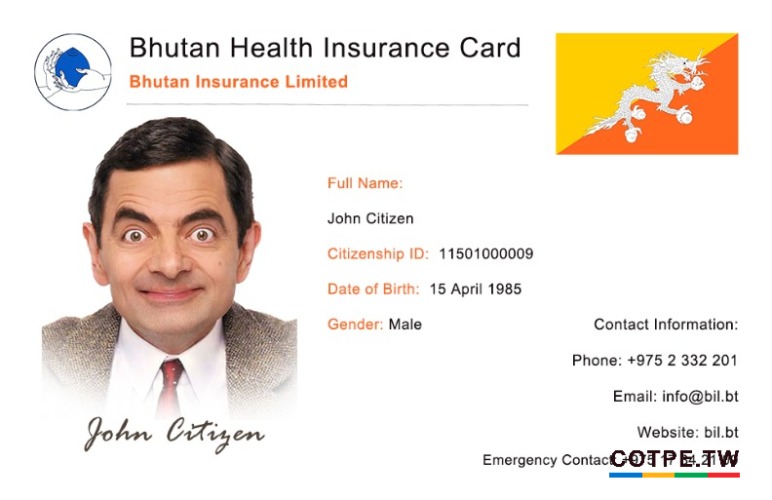 Bhutan Health Insurance Card
Bhutan Insurance Limited
Full Name:
John Citizen
Citizenship ID: 11501000009
Date of Birth: 15 April 1985
Gender: Male
John Citizen
Contact Information:
Phone: +975 2 332 201
Email: info@bil.bt
Website: bil.bt
Emergency Contact:
COTPE.TW